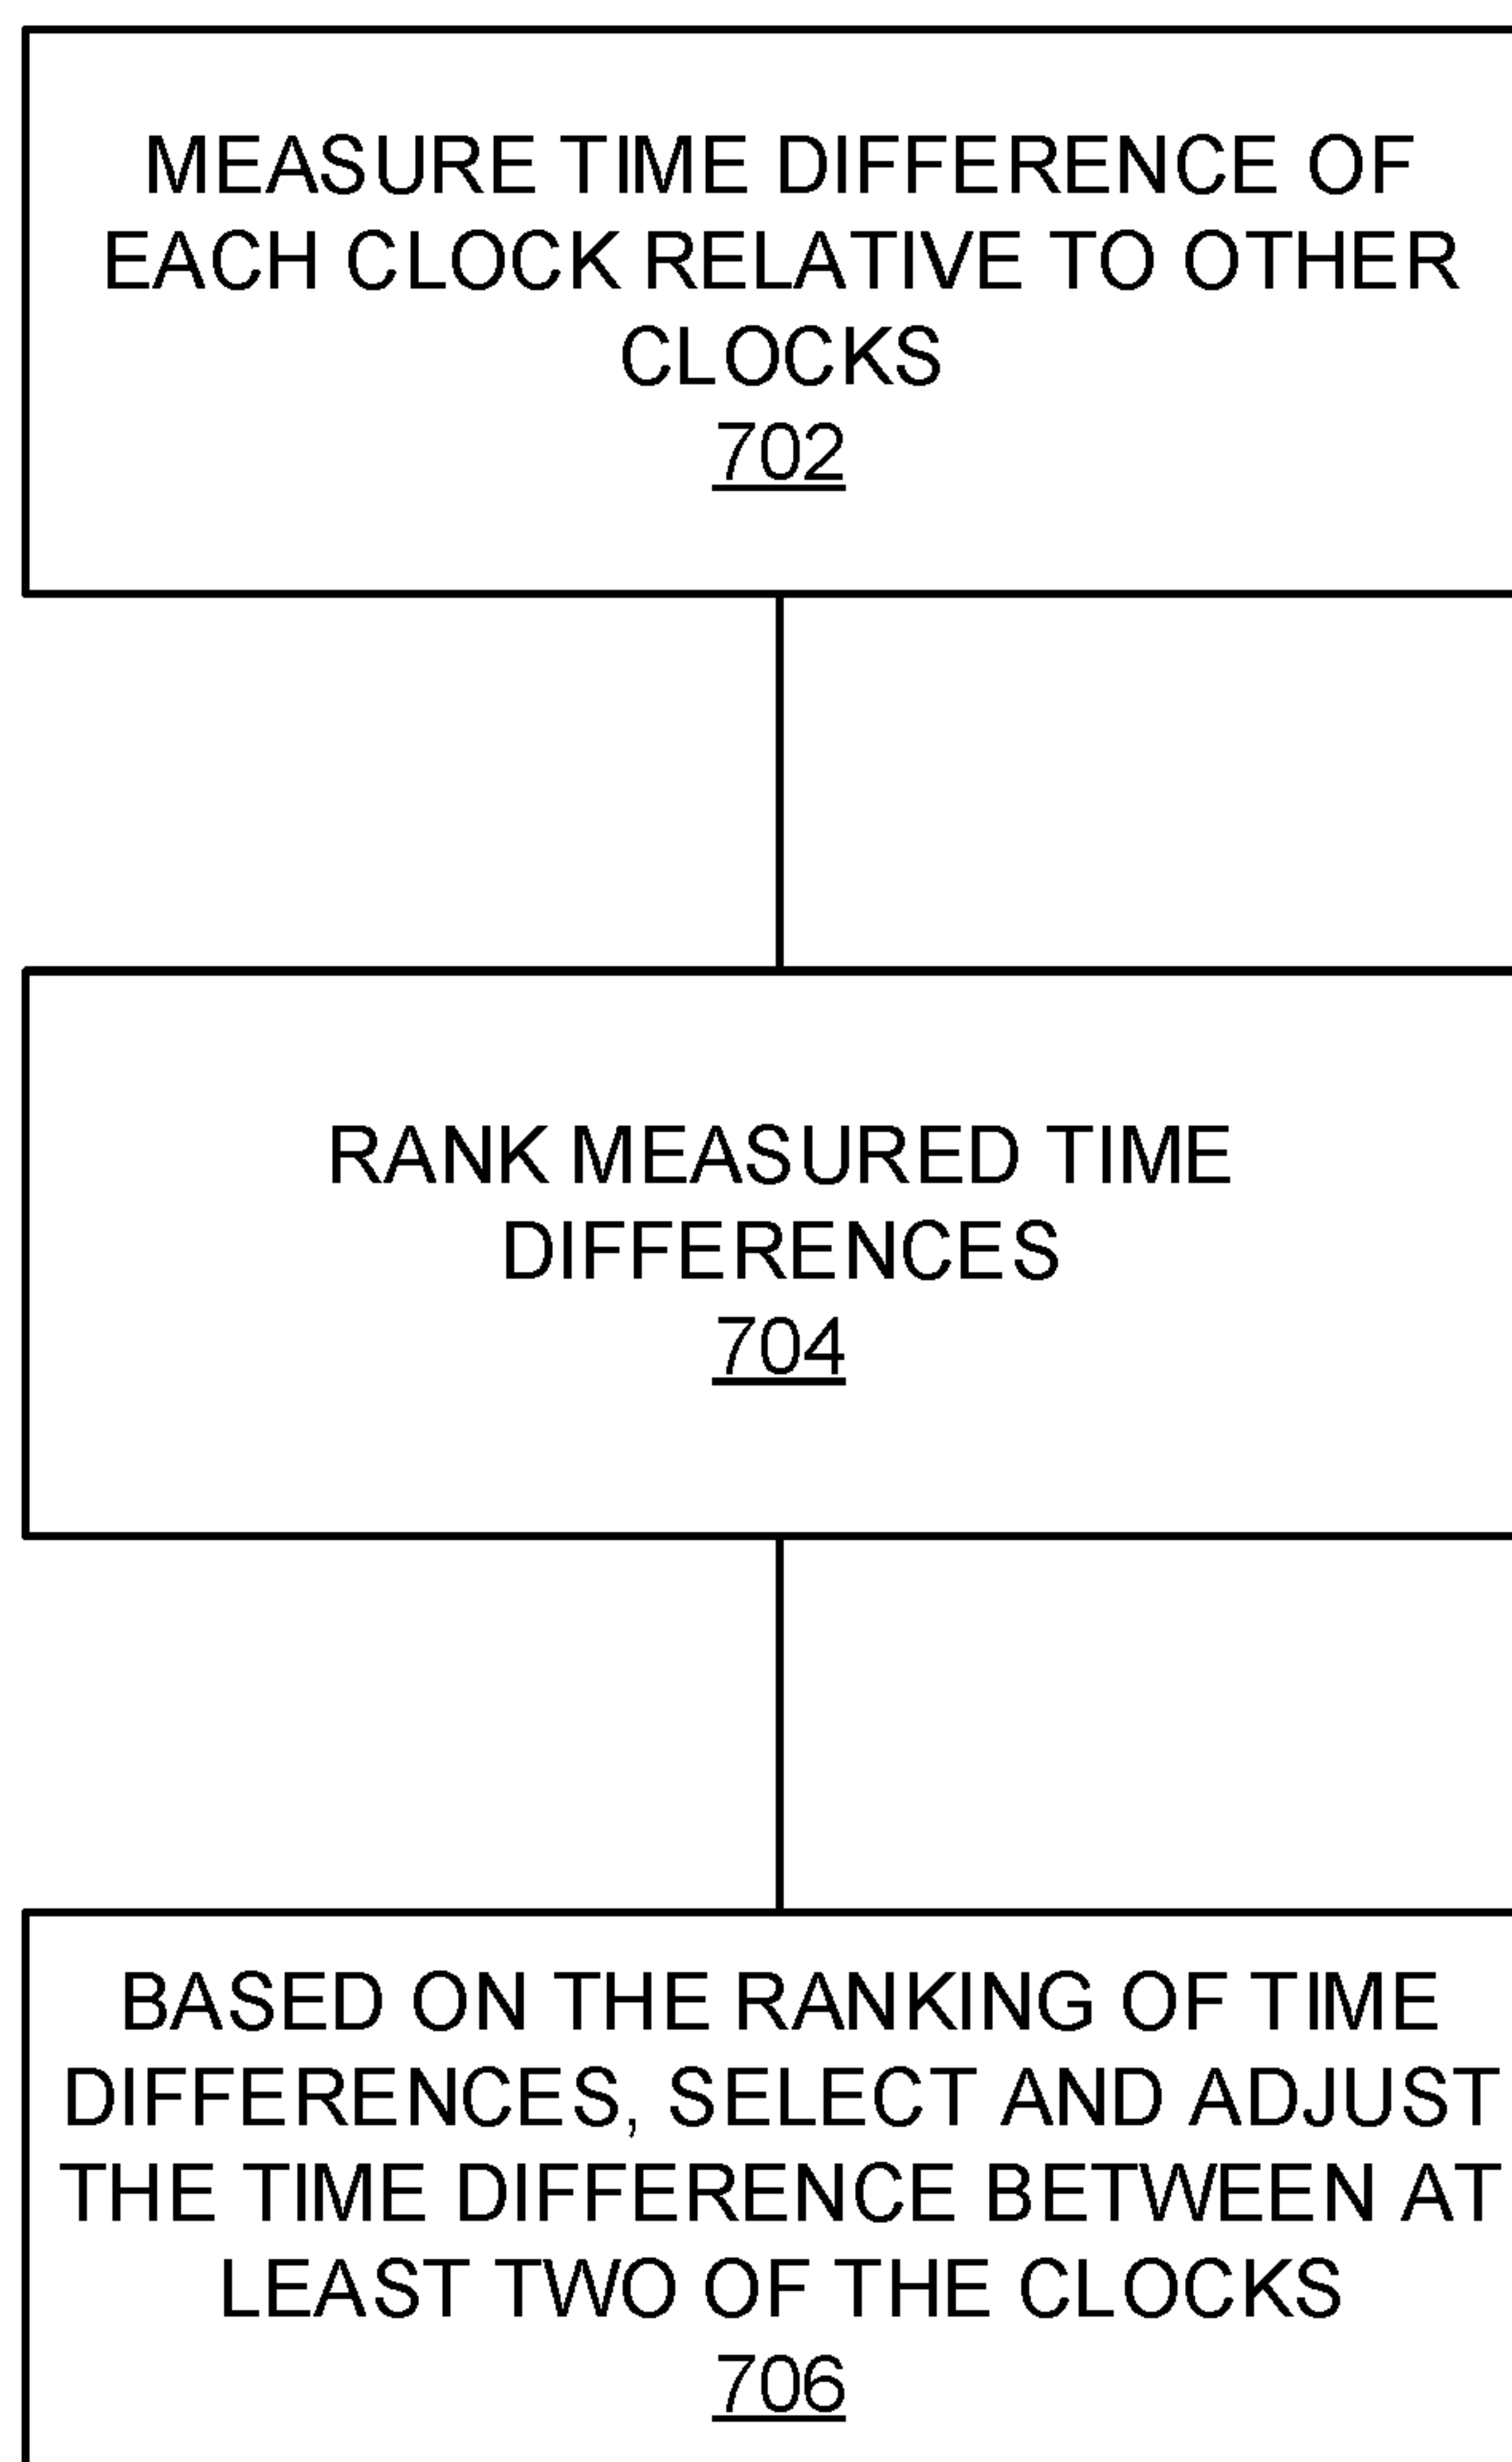 MEASURE TIME DIFFERENCE OF
EACH CLOCK RELATIVE TO OTHER
CLOCKS
702
RANK MEASURED TIME
DIFFERENCES
704
BASED ON THE RANKING OF TIME
DIFFERENCES, SELECT AND ADJUST
THE TIME DIFFERENCE BETWEEN AT
LEAST TWO OF THE CLOCKS
706